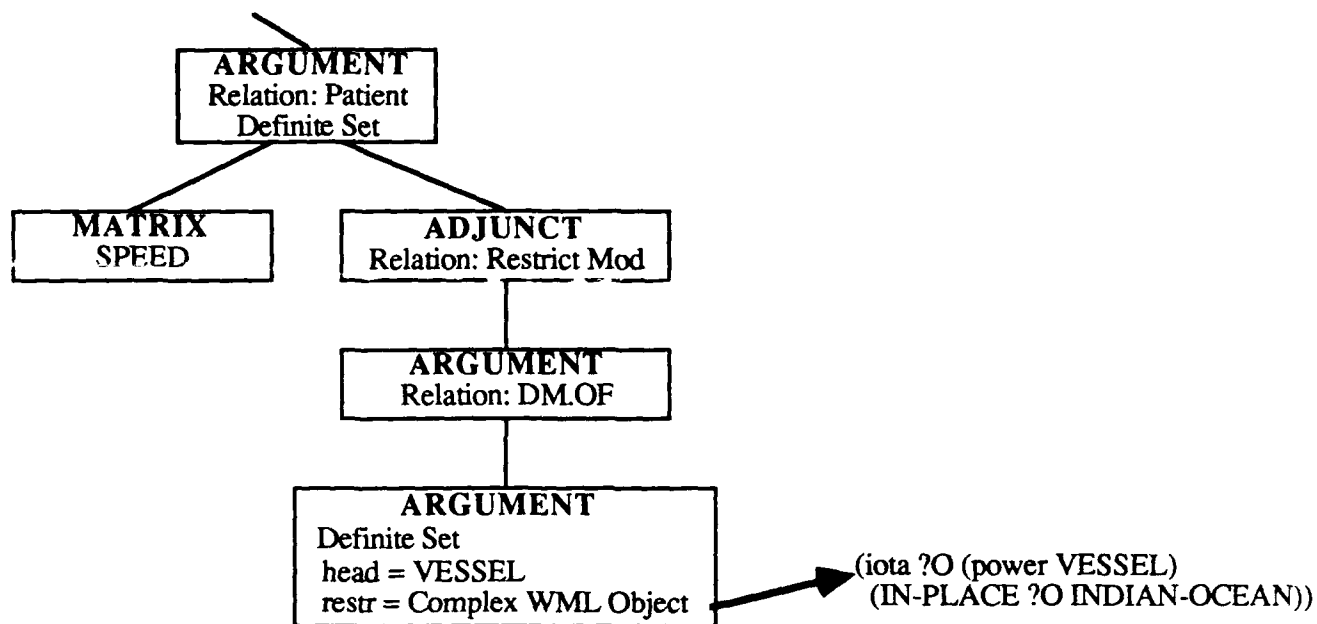 ARGUMENT
Relation: Patient
Definite Set
MATRIX
SPEED
ADJUNCT
Relation: Restrict Mod
ARGUMENT
Relation: DM.OF
ARGUMENT
Definite Set
head = VESSEL
restr = Complex WML Object
(iota ?O (power VESSEL)
(IN-PLACE ?O INDIAN-OCEAN))